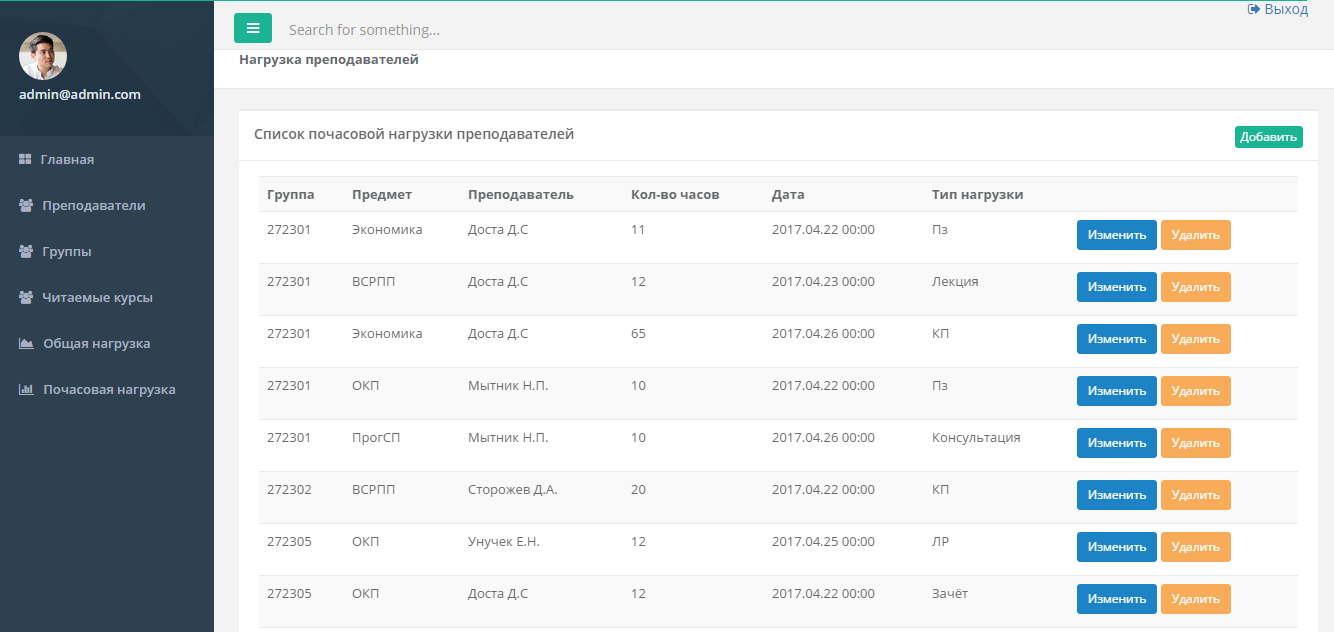 Выход
Search for something...
Нагрузка преподавателей
admin@admin.com
Главная
Преподаватели
Группы
Читаемые курсы
Общая нагрузка
Почасовая нагрузка
Список почасовой нагрузки преподавателей
Добавить
Группа Предмет Преподаватель Кол-во часов Дата Тип нагрузки
272301 Экономика Доста Д.С 11 2017.04.22 00:00 Пз Изменить Удалить
272301 ВСРПП Доста Д.С 12 2017.04.23 00:00 Лекция Изменить Удалить
272301 Экономика Доста Д.С 65 2017.04.26 00:00 КП Изменить Удалить
272301 ОКП Мытник Н.П. 10 2017.04.22 00:00 Пз Изменить Удалить
272301 ПрогСП Мытник Н.П. 10 2017.04.26 00:00 Консультация Изменить Удалить
272302 ВСРПП Сторожев Д.А. 20 2017.04.22 00:00 КП Изменить Удалить
272305 ОКП Унучек Е.Н. 12 2017.04.25 00:00 ЛР Изменить Удалить
272305 ОКП Доста Д.С 12 2017.04.22 00:00 Зачёт Изменить Удалить